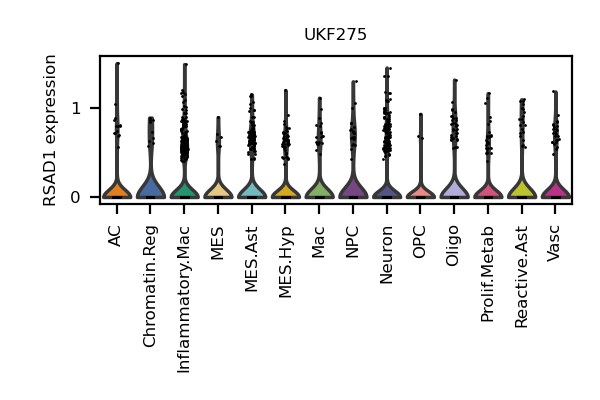 UKF275
RSAD1 expression
1
0
AC
Chromatin.Reg
Inflammatory.Mac
MES
MES.Ast
MES.Hyp
Mac
NPC
Neuron
OPC
Oligo
Prolif.Metab
Reactive.Ast
Vasc